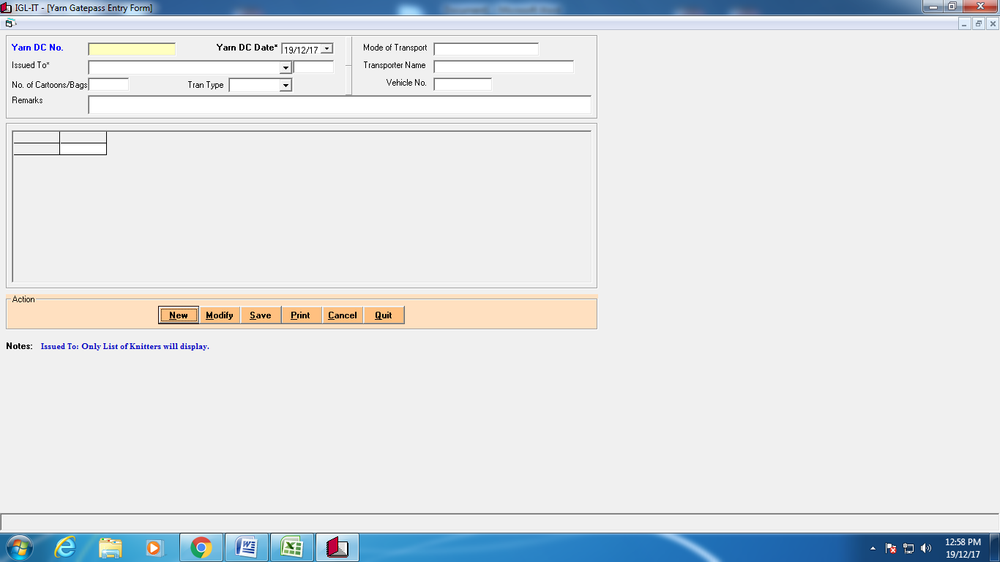 IGL-IT - [Yarn Gatepass Entry Form]
Yarn DC No.
Yarn DC Date* 19/12/17
Mode of Transport
Issued To*
Transporter Name
No. of Cartoons/Bags
Tran Type
Vehicle No.
Remarks
Action
New Modify Save Print Cancel Quit
Notes: Issued To: Only List of Knitters will display.
12:58 PM
19/12/17